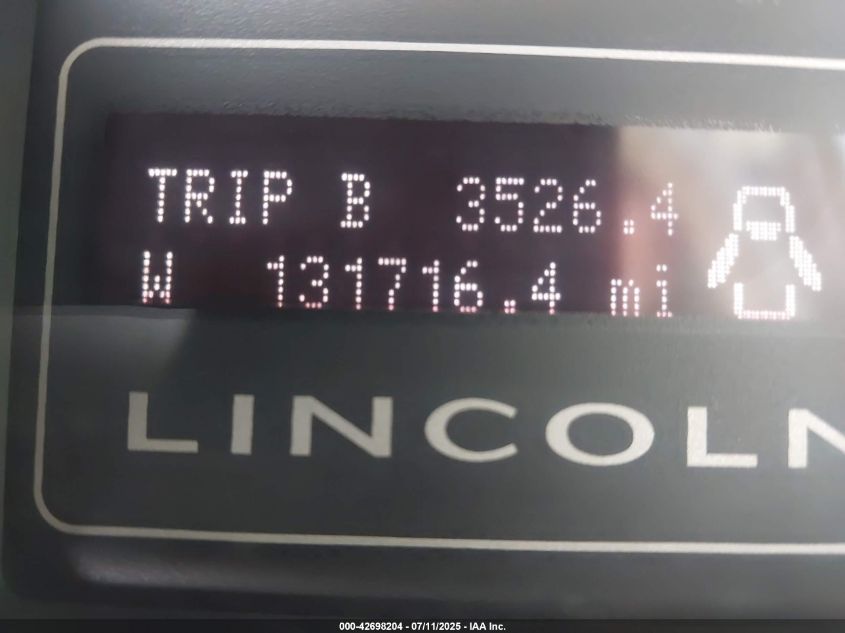 TRIP B 3526.4
W 131716.4 mi
LINCOLN
000-42698204 - 07/11/2025 - IAA Inc.